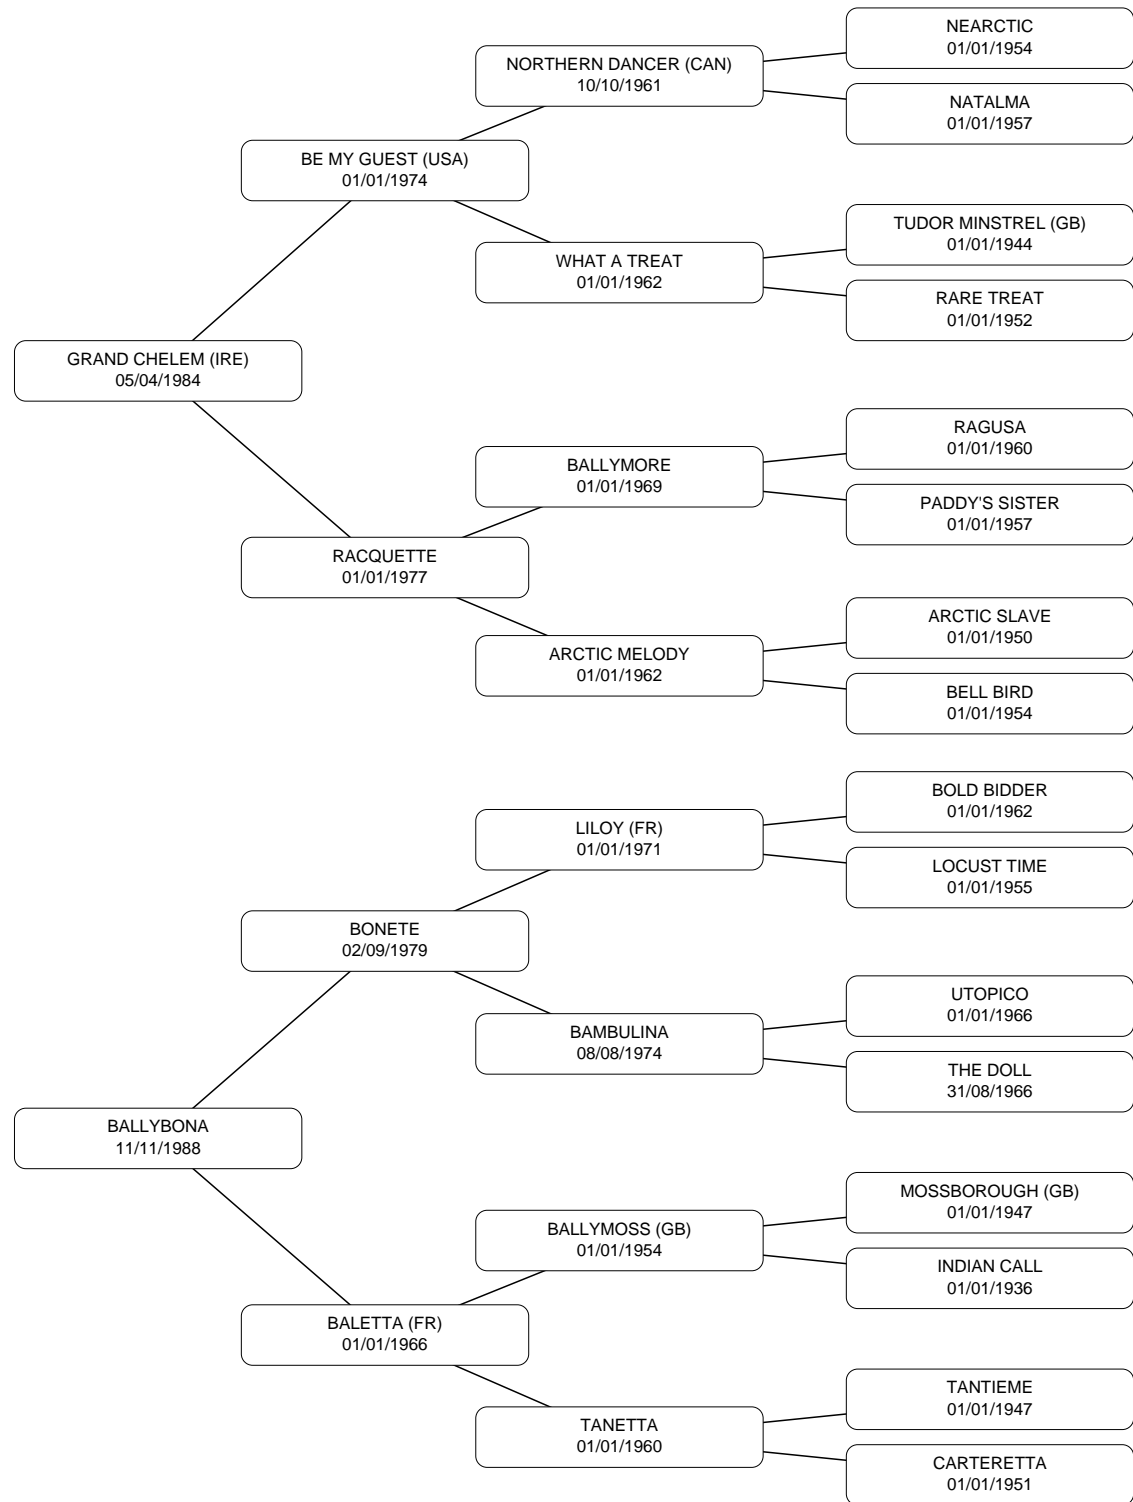 NEARCTIC
01/01/1954
NORTHERN DANCER (CAN)
10/10/1961
NATALMA
01/01/1957
BE MY GUEST (USA)
01/01/1974
TUDOR MINSTREL (GB)
01/01/1944
WHAT A TREAT
01/01/1962
RARE TREAT
01/01/1952
GRAND CHELEM (IRE)
05/04/1984
RAGUSA
01/01/1960
BALLYMORE
01/01/1969
PADDY'S SISTER
01/01/1957
RACQUETTE
01/01/1977
ARCTIC SLAVE
01/01/1950
ARCTIC MELODY
01/01/1962
BELL BIRD
01/01/1954
BOLD BIDDER
01/01/1962
LILOY (FR)
01/01/1971
LOCUST TIME
01/01/1955
BONETE
02/09/1979
UTOPICO
01/01/1966
BAMBULINA
08/08/1974
THE DOLL
31/08/1966
BALLYBONA
11/11/1988
MOSSBOROUGH (GB)
01/01/1947
BALLYMOSS (GB)
01/01/1954
INDIAN CALL
01/01/1936
BALETTA (FR)
01/01/1966
TANTIEME
01/01/1947
TANETTA
01/01/1960
CARTERETTA
01/01/1951